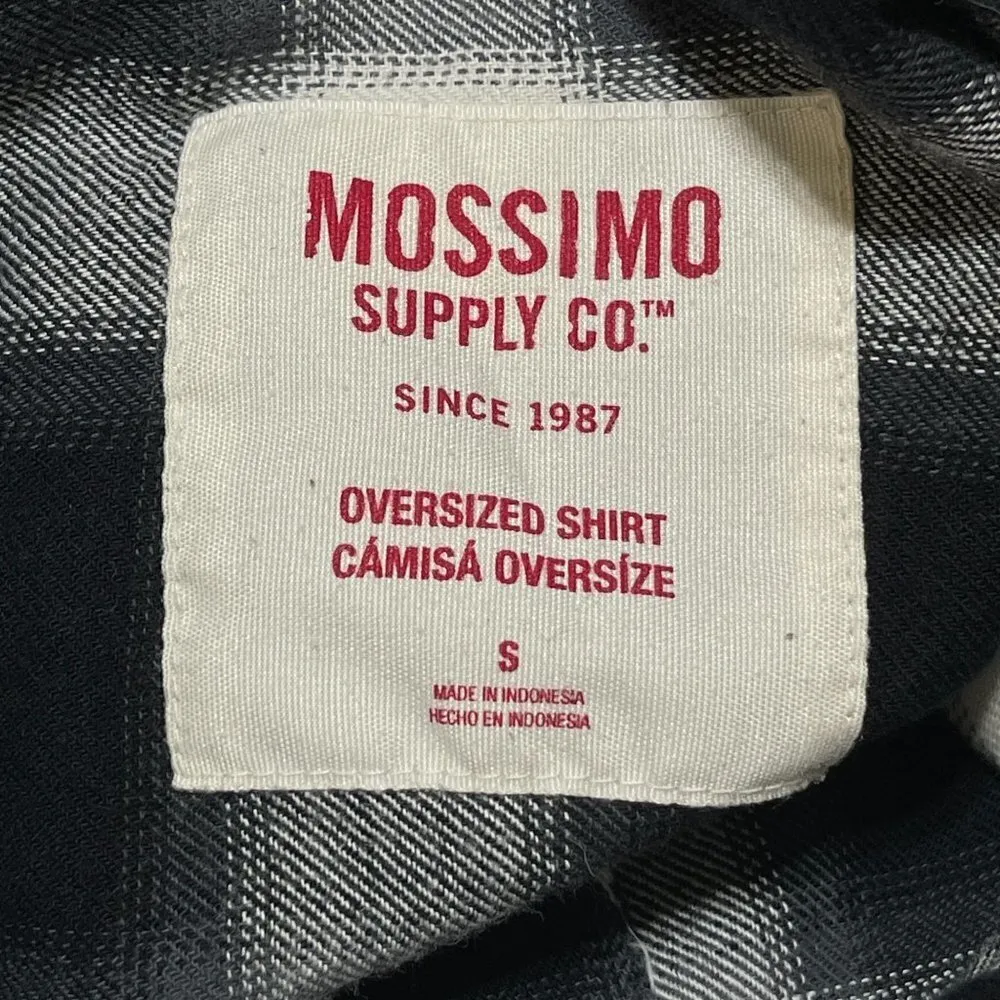 MOSSIMO
SUPPLY CO.™
SINCE 1987
OVERSIZED SHIRT
CÁMISÁ OVERSÍZE
S
MADE IN INDONESIA
HECHO EN INDONESIA